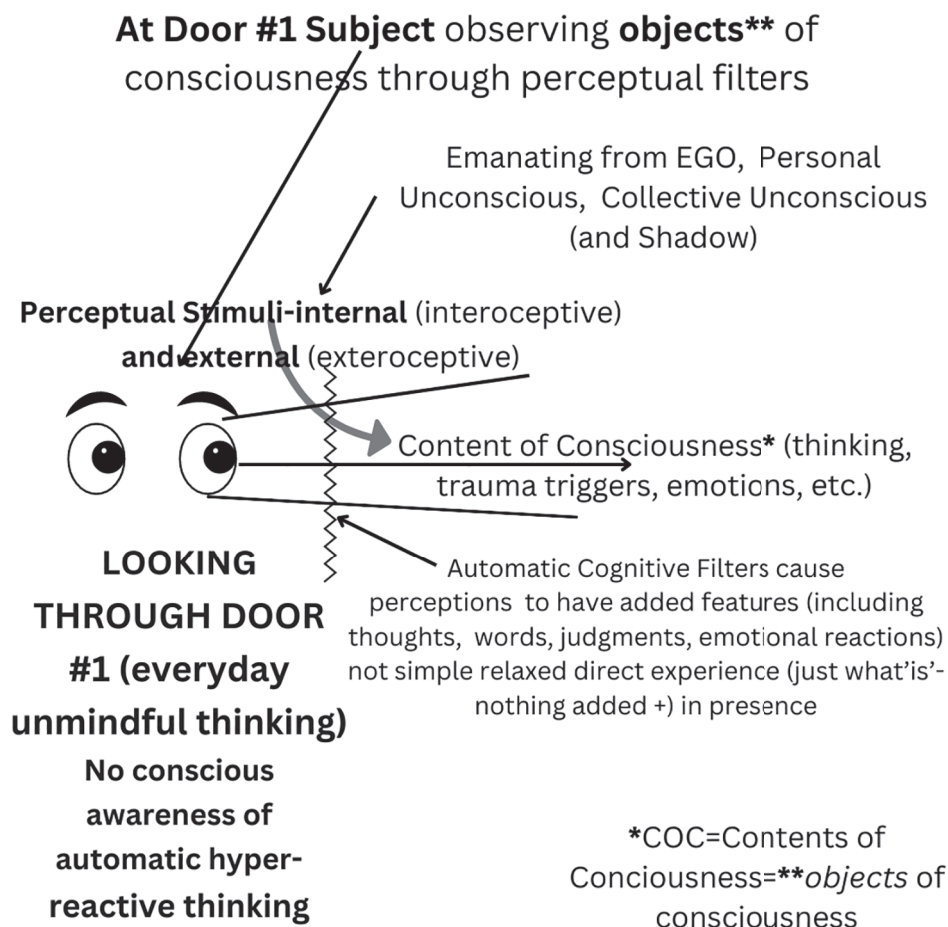 At Door #1 Subject observing objects** of
consciousness through perceptual filters
Emanating from EGO, Personal
Unconscious, Collective Unconscious
(and Shadow)
Perceptual Stimuli-internal (interoceptive)
and external (exteroceptive)
Content of Consciousness* (thinking,
trauma triggers, emotions, etc.)
LOOKING
THROUGH DOOR
#1 (everyday
unmindful thinking)
No conscious
awareness of
automatic hyper-
reactive thinking
Automatic Cognitive Filters cause
perceptions to have added features (including
thoughts, words, judgments, emotional reactions)
not simple relaxed direct experience (just what'is'-
nothing added +) in presence
*COC=Contents of
Conciousness=**objects of
consciousness